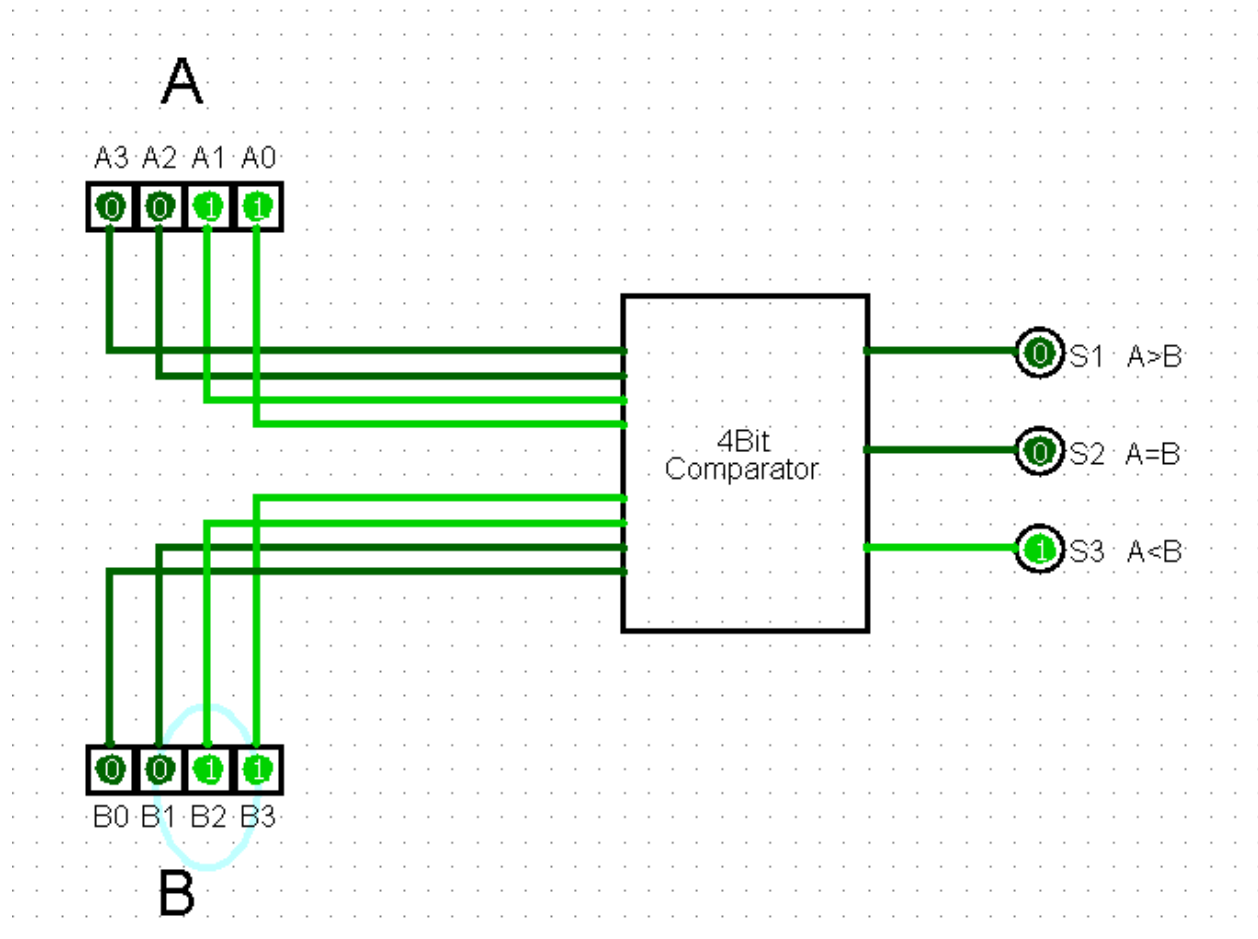 A
A3 A2 A1 A0
0 0 1 1
0 S1 A>B
4Bit
Comparator
0 S2 A=B
1 S3 A<B
0 0 1 1
B0 B1 B2 B3
B